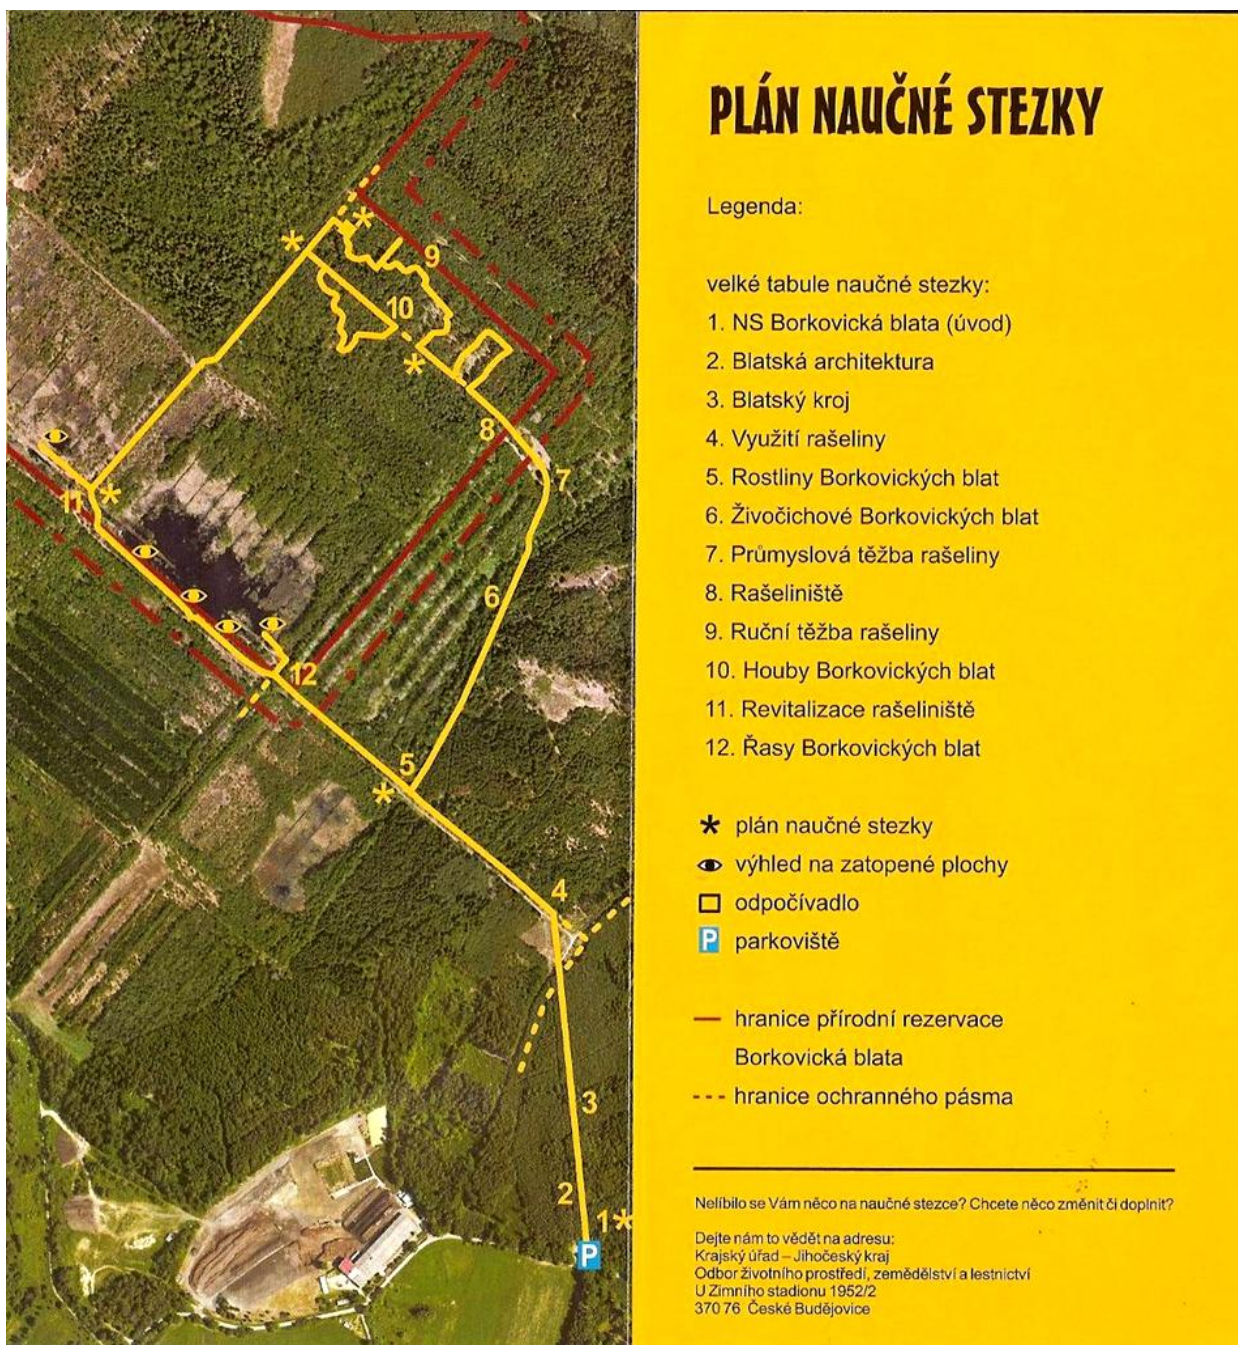 PLÁN NAUČNÉ STEZKY
Legenda:
velké tabule naučné stezky:
1. NS Borkovická blata (úvod)
2. Blatská architektura
3. Blatský kroj
4. Využití rašeliny
5. Rostliny Borkovických blat
6. Živočichové Borkovických blat
7. Průmyslová těžba rašeliny
8. Rašeliniště
9. Ruční těžba rašeliny
10. Houby Borkovických blat
11. Revitalizace rašeliniště
12. Řasy Borkovických blat
* plán naučné stezky
výhled na zatopené plochy
odpočívadlo
P parkoviště
hranice přírodní rezervace
Borkovická blata
hranice ochranného pásma
Nelíbilo se Vám něco na naučné stezce? Chcete něco změnit či doplnit?
Dejte nám to vědět na adresu:
Krajský úřad – Jihočeský kraj
Odbor životního prostředí, zemědělství a lestnictví
U Zimního stadionu 1952/2
370 76 České Budějovice
9
10
8
7
11
6
12
5
4
3
2
1
P